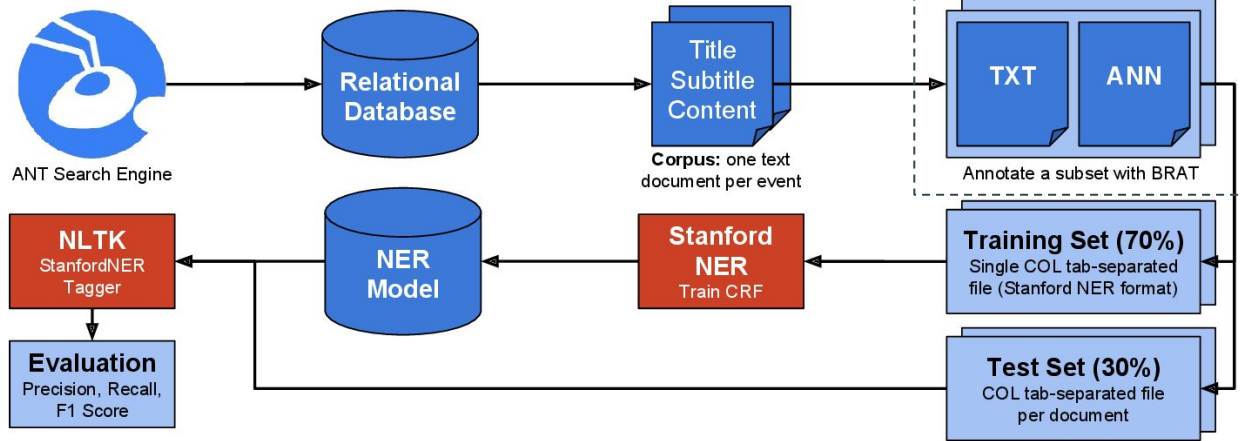 ANT Search Engine
Relational
Database
Title
Subtitle
Content
Corpus: one text
document per event
TXT
ANN
Annotate a subset with BRAT
NLTK
StanfordNER
Tagger
NER
Model
Stanford
NER
Train CRF
Training Set (70%)
Single COL tab-separated
file (Stanford NER format)
Evaluation
Precision, Recall,
F1 Score
Test Set (30%)
COL tab-separated file
per document